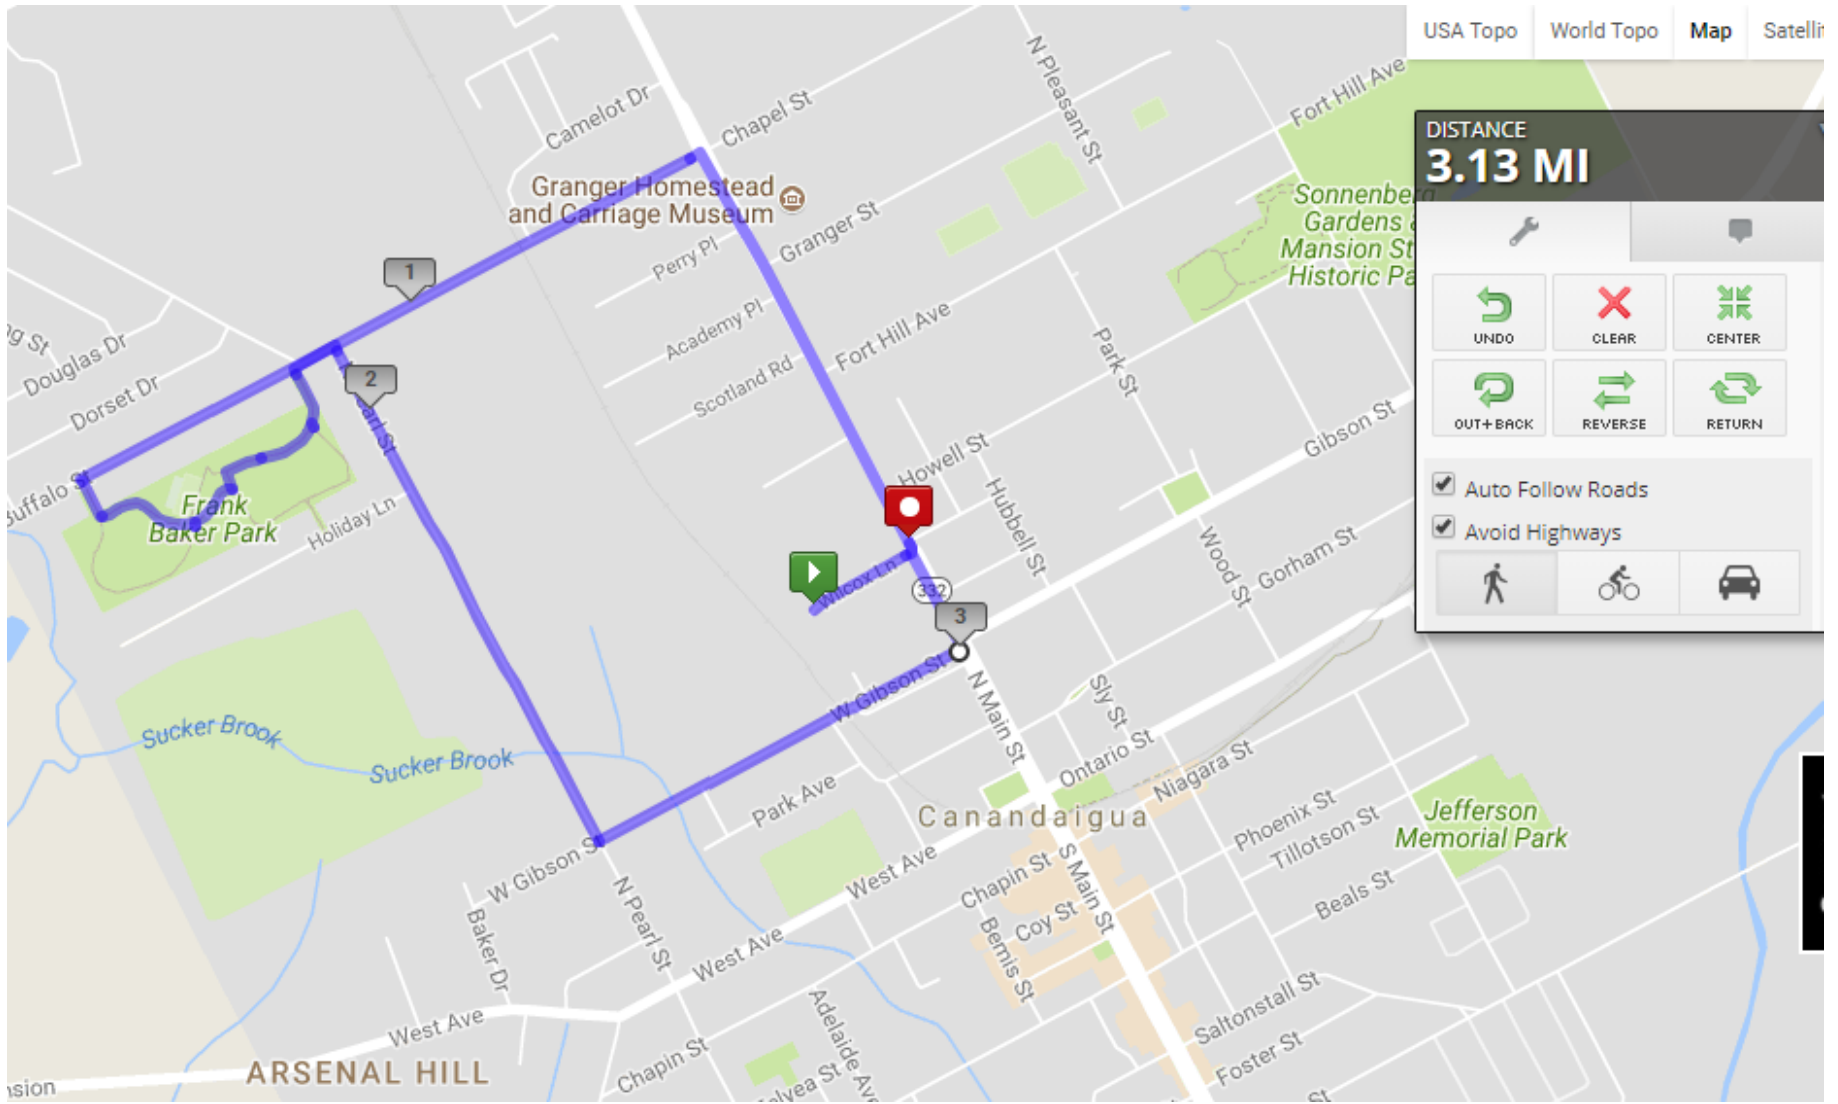 USA Topo
World Topo
Map
DISTANCE
3.13 MI
UNDO
CLEAR
CENTER
OUT+BACK
REVERSE
RETURN
Auto Follow Roads
Avoid Highways
N Pleasant St
Fort Hill Ave
Camelot Dr
Chapel St
Granger Homestead
and Carriage Museum
Granger St
Perry Pl
Sonnenberg
Gardens &
Mansion St
Historic Pa
1
Academy Pl
Fort Hill Ave
Park St
Douglas Dr
Dorset Dr
2
Scotland Rd
Gibson St
Howell St
Hubbell St
Buffalo St
Frank
Baker Park
Holiday Ln
Wilcox Ln
332
Wood St
Gorham St
3
W Gibson St
N Main St
Sly St
Ontario St
Niagara St
Sucker Brook
Sucker Brook
Park Ave
Canandaigua
Phoenix St
Tillotson St
Jefferson
Memorial Park
W Gibson St
West Ave
Chapin St
S Main St
Beals St
N Pearl St
Baker Dr
Coy St
Bemis St
West Ave
Saltonstall St
West Ave
Adelaide Ave
Foster St
ARSENAL HILL
Chapin St
St